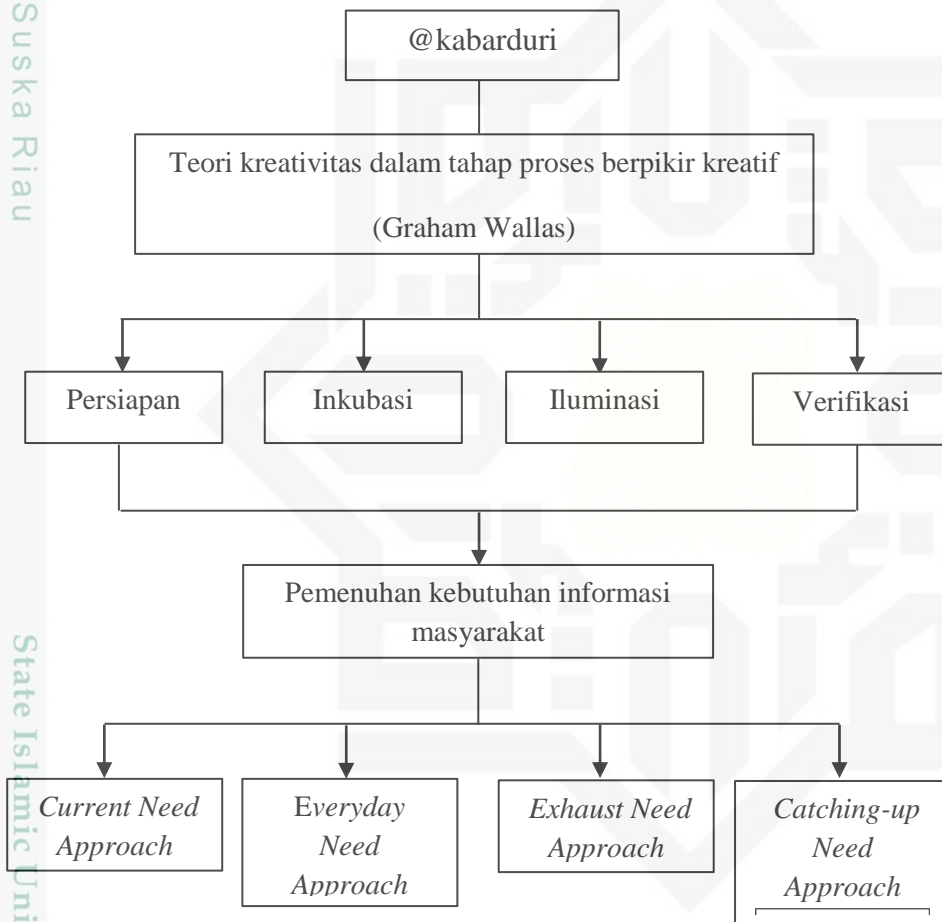 Suska Riau
@kabarduri
Teori kreativitas dalam tahap proses berpikir kreatif
(Graham Wallas)
Persiapan
Inkubasi
Iluminasi
Verifikasi
Pemenuhan kebutuhan informasi
masyarakat
State Islamic Uni
Current Need
Approach
Everyday
Need
Approach
Exhaust Need
Approach
Catching-up
Need
Approach